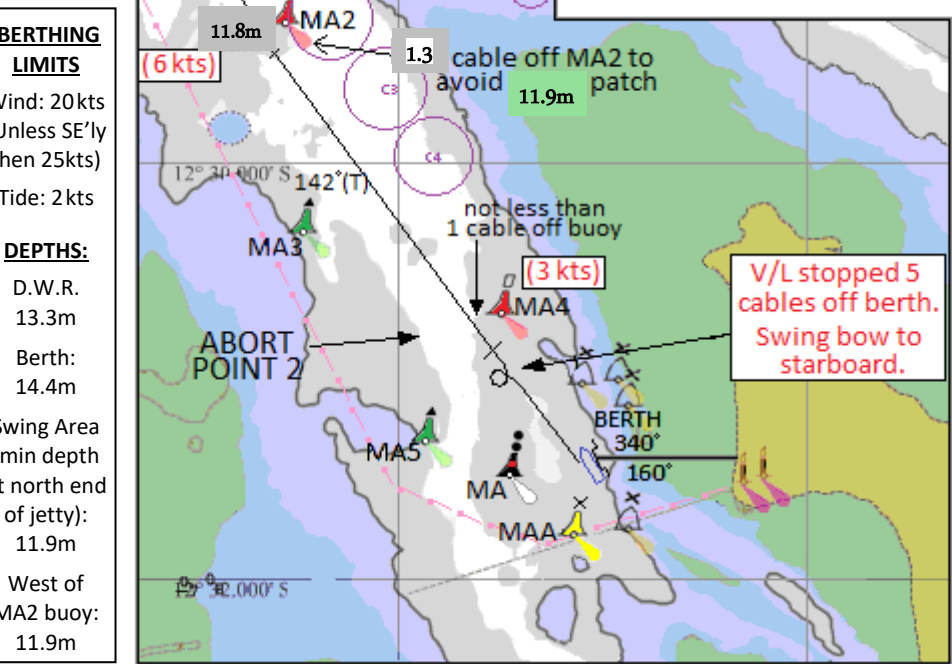 BERTHING
LIMITS
Wind: 20kts
Unless SE'ly
then 25kts)
Tide: 2kts
DEPTHS:
D.W.R.
13.3m
Berth:
14.4m
Swing Area
min depth
at north end
of jetty):
11.9m
West of
MA2 buoy:
11.9m
11.8m
MA2
(6 kts)
1.3 cable off MA2 to
avoid 11.9m patch
C3
C4
12° 30.000' S
142°(T)
MA3
not less than
1 cable off buoy
(3 kts)
MA4
V/L stopped 5
cables off berth.
Swing bow to
starboard.
ABORT
POINT 2
BERTH
340°
160°
MA5
MA
MAA
12° 32.000' S